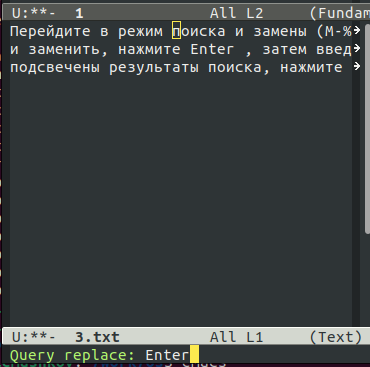 U:**-  1             All L2     (Fundam
Перейдите в режим поиска и замены (M-%
и заменить, нажмите Enter , затем введ
подсвечены результаты поиска, нажмите
U:**-  3.txt         All L1     (Text)
Query replace: Enter